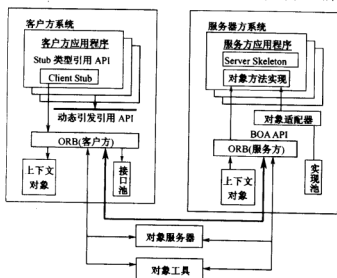 客户方系统
客户方应用程序
Stub 类型引用 API
Client Stub
动态引发引用 API
ORB(客户方)
上下文
对象
接
口
池
服务器方系统
服务方应用程序
Server Skeleton
对象方法实现
对象适配器
BOA API
ORB(服务方)
上下文
对象
实
现
池
对象服务器
对象工具